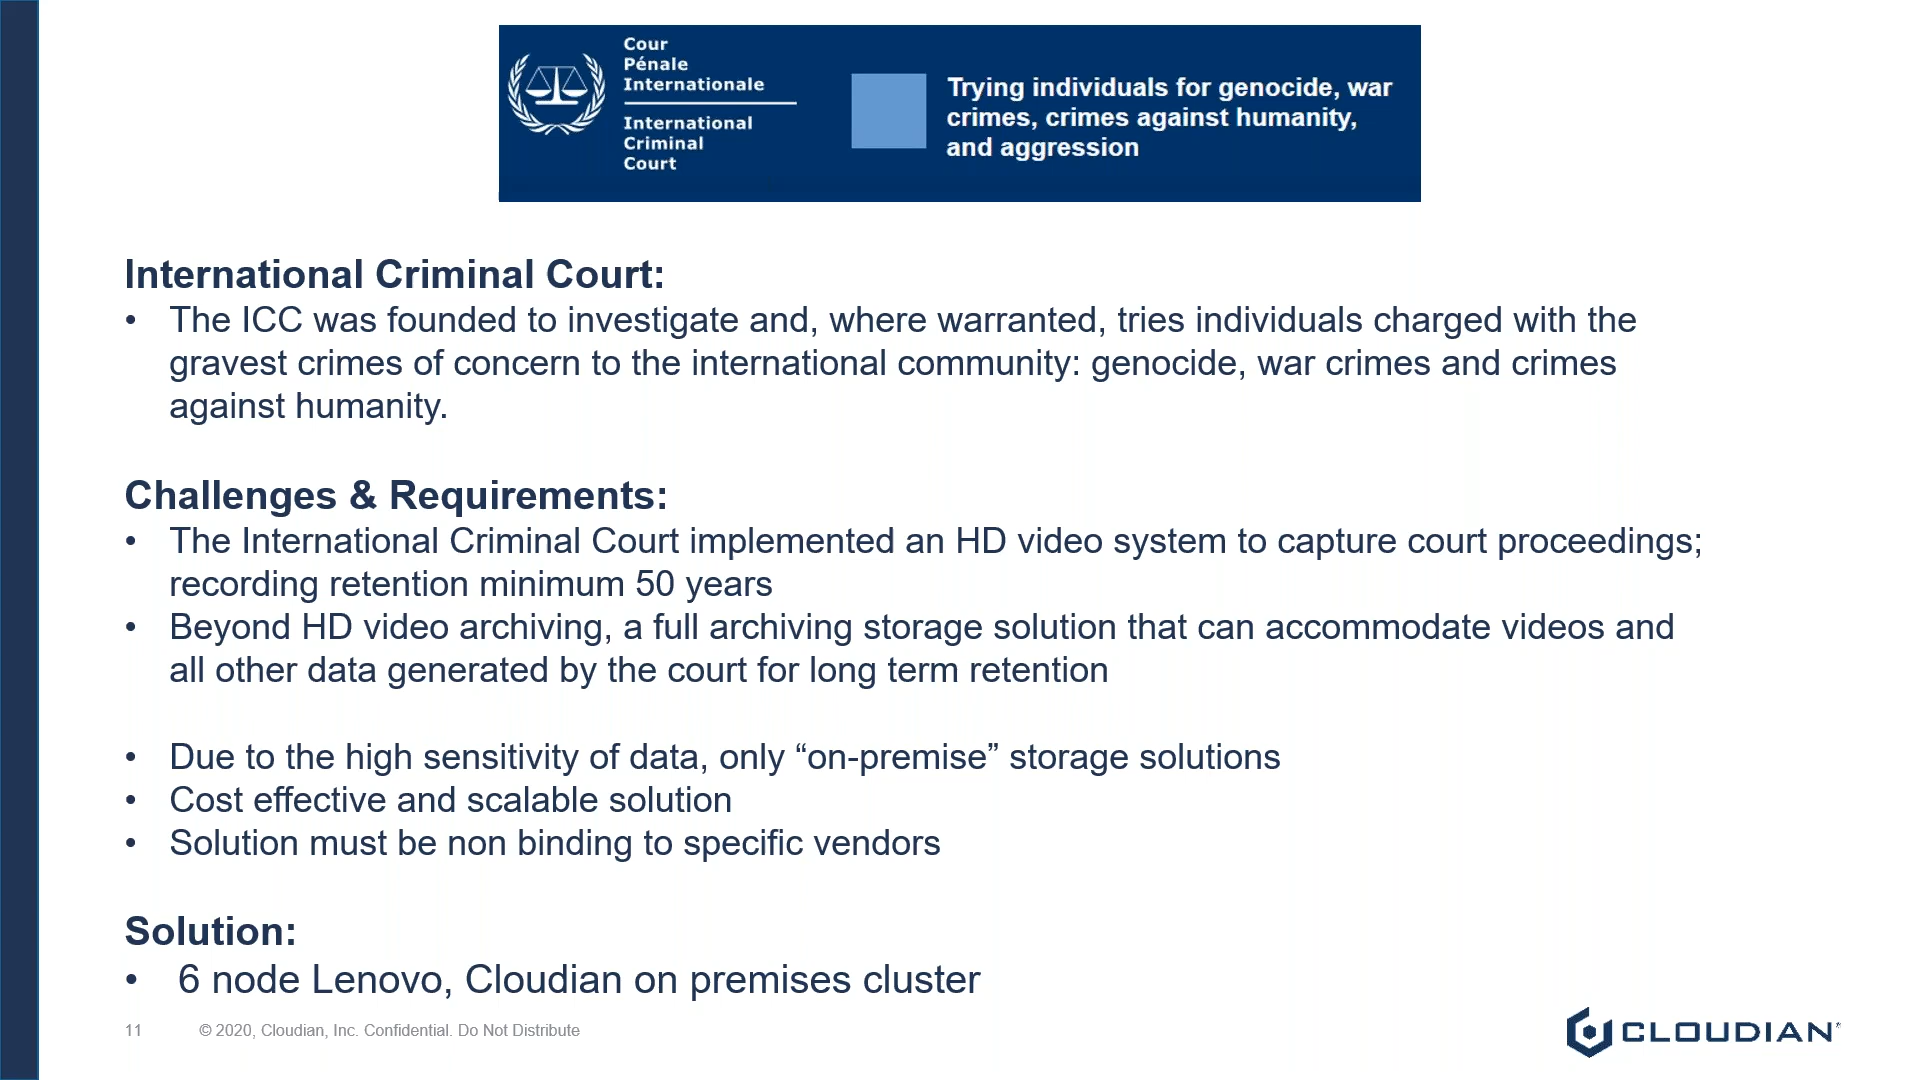 Cour
Pénale
Internationale
International
Criminal
Court
Trying individuals for genocide, war
crimes, crimes against humanity,
and aggression
International Criminal Court:
• The ICC was founded to investigate and, where warranted, tries individuals charged with the
gravest crimes of concern to the international community: genocide, war crimes and crimes
against humanity.
Challenges & Requirements:
• The International Criminal Court implemented an HD video system to capture court proceedings;
recording retention minimum 50 years
• Beyond HD video archiving, a full archiving storage solution that can accommodate videos and
all other data generated by the court for long term retention
• Due to the high sensitivity of data, only “on-premise” storage solutions
• Cost effective and scalable solution
• Solution must be non binding to specific vendors
Solution:
• 6 node Lenovo, Cloudian on premises cluster
11 © 2020, Cloudian, Inc. Confidential. Do Not Distribute
CLOUDIAN